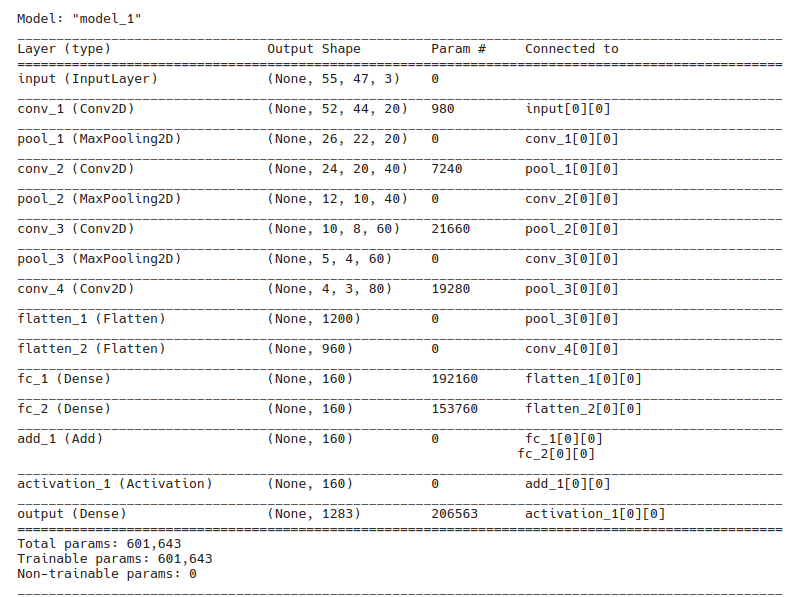 Model: "model_1"
Layer (type) Output Shape Param # Connected to
input (InputLayer) (None, 55, 47, 3) 0
conv_1 (Conv2D) (None, 52, 44, 20) 980 input[0][0]
pool_1 (MaxPooling2D) (None, 26, 22, 20) 0 conv_1[0][0]
conv_2 (Conv2D) (None, 24, 20, 40) 7240 pool_1[0][0]
pool_2 (MaxPooling2D) (None, 12, 10, 40) 0 conv_2[0][0]
conv_3 (Conv2D) (None, 10, 8, 60) 21660 pool_2[0][0]
pool_3 (MaxPooling2D) (None, 5, 4, 60) 0 conv_3[0][0]
conv_4 (Conv2D) (None, 4, 3, 80) 19280 pool_3[0][0]
flatten_1 (Flatten) (None, 1200) 0 pool_3[0][0]
flatten_2 (Flatten) (None, 960) 0 conv_4[0][0]
fc_1 (Dense) (None, 160) 192160 flatten_1[0][0]
fc_2 (Dense) (None, 160) 153760 flatten_2[0][0]
add_1 (Add) (None, 160) 0 fc_1[0][0]
fc_2[0][0]
activation_1 (Activation) (None, 160) 0 add_1[0][0]
output (Dense) (None, 1283) 206563 activation_1[0][0]
Total params: 601,643
Trainable params: 601,643
Non-trainable params: 0